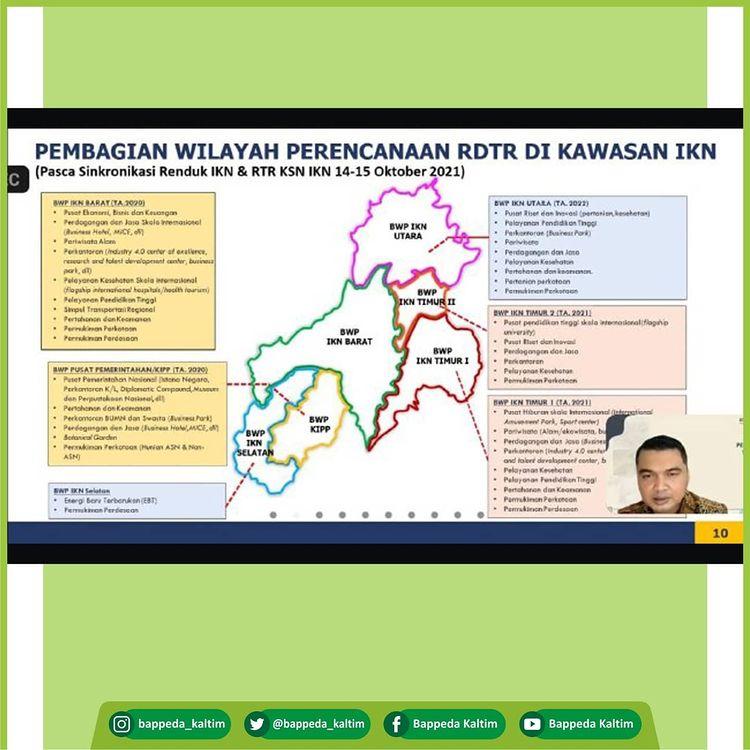 PEMBAGIAN WILAYAH PERENCANAAN RDTR DI KAWASAN IKN
(Pasca Sinkronikasi Renduk IKN & RTR KSN IKN 14-15 Oktober 2021)
BWP IKN BARAT (TA.2020)
• Pusat Ekonomi, Bisnis dan Keuangan
• Perdagangan dan Jasa Skala Internasional
(Business Hotel, MICE, dll)
• Pariwisata Alam
• Perkantoran (Industry 4.0 center of exellence,
research and talent development center, business
park, dll)
• Pelayanan Kesehatan Skala Internasional
(flagship international hospitals/health tourism)
• Pelayanan Pendidikan Tinggi
• Simpul Transportasi Regional
• Pertahanan dan Keamanan
• Permukiman Perkotaan
• Permukiman Perdesaan
BWP PUSAT PEMERINTAHAN/KIPP (TA. 2020)
• Pusat Pemerintahan Nasional (Istana Negara,
Perkantoran K/L, Diplomatic Compound, Museum
dan Perpustakaan Nasional, dll)
• Pertahanan dan Keamanan
• Perkantoran BUMN dan Swasta (Business Park)
• Perdagangan dan Jasa (Business Hotel, MICE, dll)
• Botanical Garden
• Permukiman Perkotaan (Hunian ASN & Non-
ASN)
BWP IKN Selatan
• Energi Baru Terbarukan (EBT)
• Permukiman Perdesaan
BWP IKN
UTARA
BWP
IKN TIMUR II
BWP
IKN BARAT
BWP
IKN TIMUR I
BWP
KIPP
BWP
IKN
SELATAN
BWP IKN UTARA (TA. 2022)
• Pusat Riset dan Inovasi (pertanian, kesehatan)
• Pelayanan Pendidikan Tinggi
• Perkantoran (Business Park)
• Pariwisata
• Perdagangan dan Jasa
• Pelayanan Kesehatan
• Pertahanan dan keamanan.
• Pertanian perkotaan
• Permukiman Perkotaan
BWP IKN TIMUR 2 (TA. 2021)
• Pusat pendidikan tinggi skala internasional (flagship
university)
• Pusat Riset dan Inovasi
• Perdagangan dan Jasa
• Perkantoran
• Pelayanan Kesehatan
• Permukiman Perkotaan
BWP IKN TIMUR 1 (TA. 2021)
• Pusat Hiburan skala Internasional (International
Amusement Park, Sport center)
• Pariwisata (Alam/ekowisata,
• Perdagangan dan Jasa
• Perkantoran (Industry 4.0 center
and talent development center,
• Pelayanan Kesehatan
• Pelayanan Pendidikan Tinggi
• Pertahanan dan Keamanan
• Permukiman Perkotaan
• Permukiman Perdesaan
10
bappeda_kaltim
@bappeda_kaltim
Bappeda Kaltim
Bappeda Kaltim